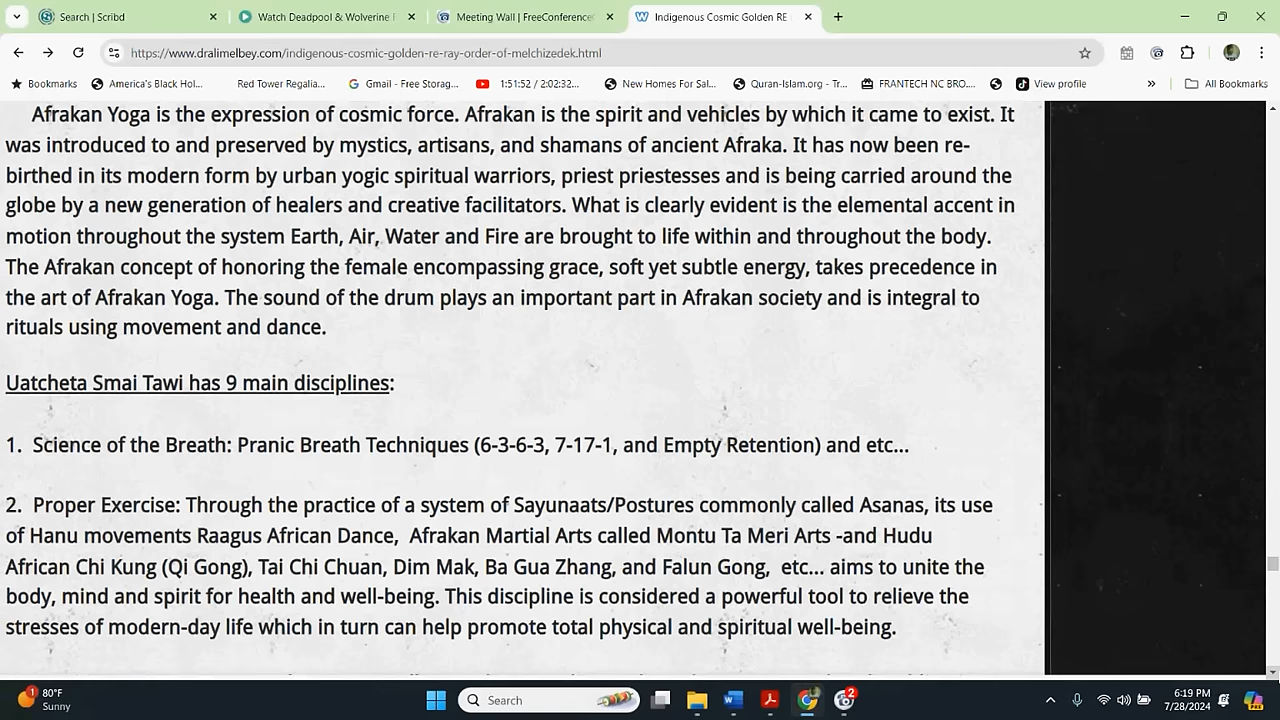 Search | Scribd
Watch Deadpool & Wolverine F
Meeting Wall | FreeConference
Indigenous Cosmic Golden RE
https://www.dralimelbey.com/indigenous-cosmic-golden-re-ray-order-of-melchizedek.html
Bookmarks
America's Black Hol...
Red Tower Regalia...
Gmail - Free Storag...
1:51:52 / 2:02:32...
New Homes For Sal...
Quran-Islam.org - Tr...
FRANTECH NC BRO...
View profile
All Bookmarks
Afrakan Yoga is the expression of cosmic force. Afrakan is the spirit and vehicles by which it came to exist. It
was introduced to and preserved by mystics, artisans, and shamans of ancient Afraka. It has now been re-
birthed in its modern form by urban yogic spiritual warriors, priest priestesses and is being carried around the
globe by a new generation of healers and creative facilitators. What is clearly evident is the elemental accent in
motion throughout the system Earth, Air, Water and Fire are brought to life within and throughout the body.
The Afrakan concept of honoring the female encompassing grace, soft yet subtle energy, takes precedence in
the art of Afrakan Yoga. The sound of the drum plays an important part in Afrakan society and is integral to
rituals using movement and dance.
Uatcheta Smai Tawi has 9 main disciplines:
1. Science of the Breath: Pranic Breath Techniques (6-3-6-3, 7-17-1, and Empty Retention) and etc...
2. Proper Exercise: Through the practice of a system of Sayunaats/Postures commonly called Asanas, its use
of Hanu movements Raagus African Dance, Afrakan Martial Arts called Montu Ta Meri Arts -and Hudu
African Chi Kung (Qi Gong), Tai Chi Chuan, Dim Mak, Ba Gua Zhang, and Falun Gong, etc... aims to unite the
body, mind and spirit for health and well-being. This discipline is considered a powerful tool to relieve the
stresses of modern-day life which in turn can help promote total physical and spiritual well-being.
1
80°F
Sunny
Search
2
6:19 PM
7/28/2024